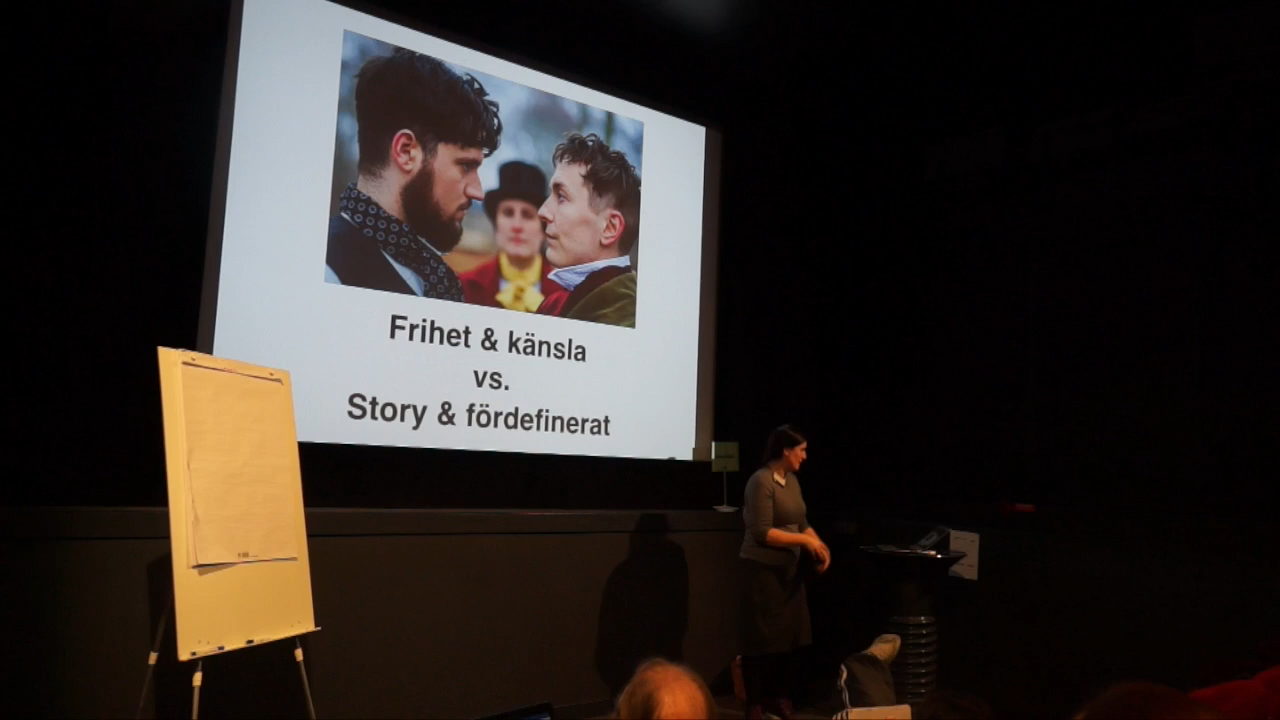 Frihet & känsla
vs.
Story & fördefinerat